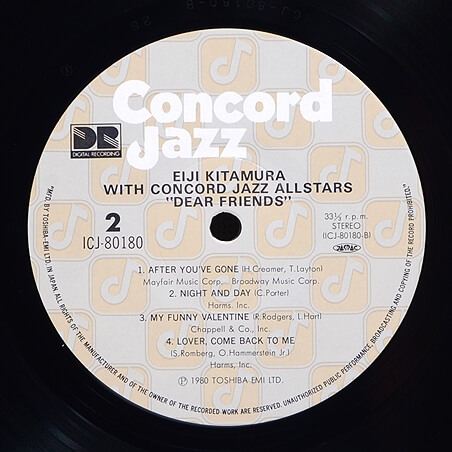 Concord
Jazz
DR
DIGITAL RECORDING
EIJI KITAMURA
WITH CONCORD JAZZ ALLSTARS
"DEAR FRIENDS"
2
ICJ-80180
33⅓ r.p.m.
STEREO
(ICJ-80180-B)
JASRAC
1. AFTER YOU'VE GONE (H.Creamer, T.Layton)
Mayfair Music Corp., Broadway Music Corp.
2. NIGHT AND DAY (C.Porter)
Harms. Inc.
3. MY FUNNY VALENTINE (R.Rodgers, L.Hart)
Chappell & Co., Inc.
4. LOVER, COME BACK TO ME
(S.Romberg, O.Hammerstein Jr.)
Harms, Inc.
Ⓟ 1980 TOSHIBA EMI LTD.
"MFD. BY TOSHIBA-EMI LTD. IN JAPAN. ALL RIGHTS OF THE MANUFACTURER AND OF THE OWNER OF THE RECORDED WORK ARE RESERVED. UNAUTHORIZED PUBLIC PERFORMANCE, BROADCASTING AND COPYING OF THE RECORD PROHIBITED."